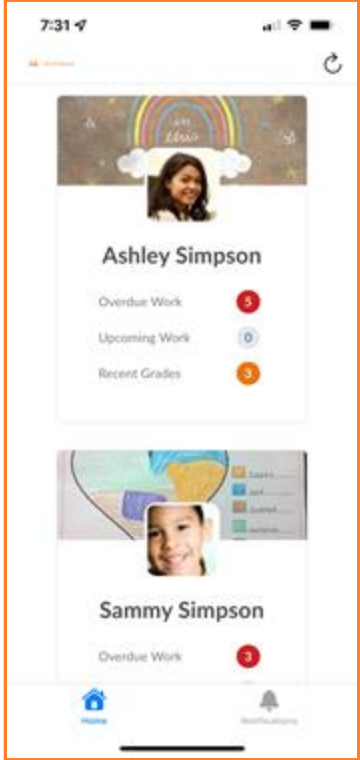 7:31
this
Ashley Simpson
Overdue Work 5
Upcoming Work 0
Recent Grades 3
Sammy Simpson
Overdue Work 3
Home
Notifications